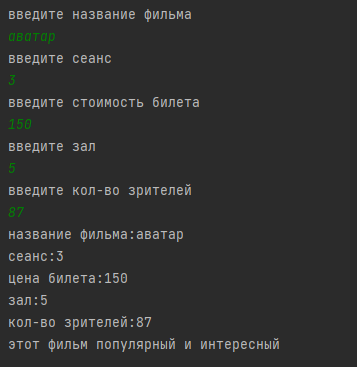 введите название фильма
аватар
введите сеанс
3
введите стоимость билета
150
введите зал
5
введите кол-во зрителей
87
название фильма:аватар
сеанс:3
цена билета:150
зал:5
кол-во зрителей:87
этот фильм популярный и интересный